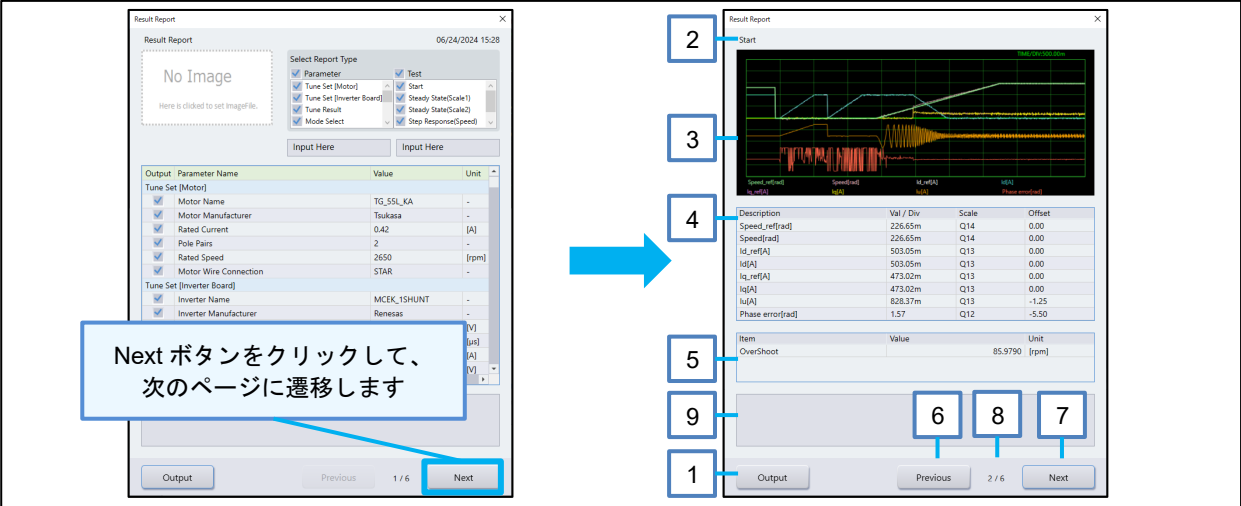 Result Report
Result Report 06/24/2024 15:28
No Image
Here is clicked to set ImageFile.
Select Report Type
Parameter Test
Tune Set [Motor] Start
Tune Set [Inverter Board] Steady State(Scale1)
Tune Result Steady State(Scale2)
Mode Select Step Response(Speed)
Input Here Input Here
Output Parameter Name Value Unit
Tune Set [Motor]
Motor Name TG_55L_KA -
Motor Manufacturer Tsukasa -
Rated Current 0.42 [A]
Pole Pairs 2 -
Rated Speed 2650 [rpm]
Motor Wire Connection STAR -
Tune Set [Inverter Board]
Inverter Name MCEK_1SHUNT -
Inverter Manufacturer Renesas -
[V]
[μs]
[A]
[V]
Next ボタンをクリックして、
次のページに遷移します
Output Previous 1 / 6 Next
Result Report
2 Start
TIME/DIV:500.00m
3
Speed_ref[rad] Speed[rad] Id_ref[A] Id[A]
Iq_ref[A] Iq[A] Iu[A] Phase error[rad]
4 Description Val / Div Scale Offset
Speed_ref[rad] 226.65m Q14 0.00
Speed[rad] 226.65m Q14 0.00
Id_ref[A] 503.05m Q13 0.00
Id[A] 503.05m Q13 0.00
Iq_ref[A] 473.02m Q13 0.00
Iq[A] 473.02m Q13 0.00
Iu[A] 828.37m Q13 -1.25
Phase error[rad] 1.57 Q12 -5.50
5 Item Value Unit
OverShoot 85.9790 [rpm]
9 6 8 7
1 Output Previous 2 / 6 Next